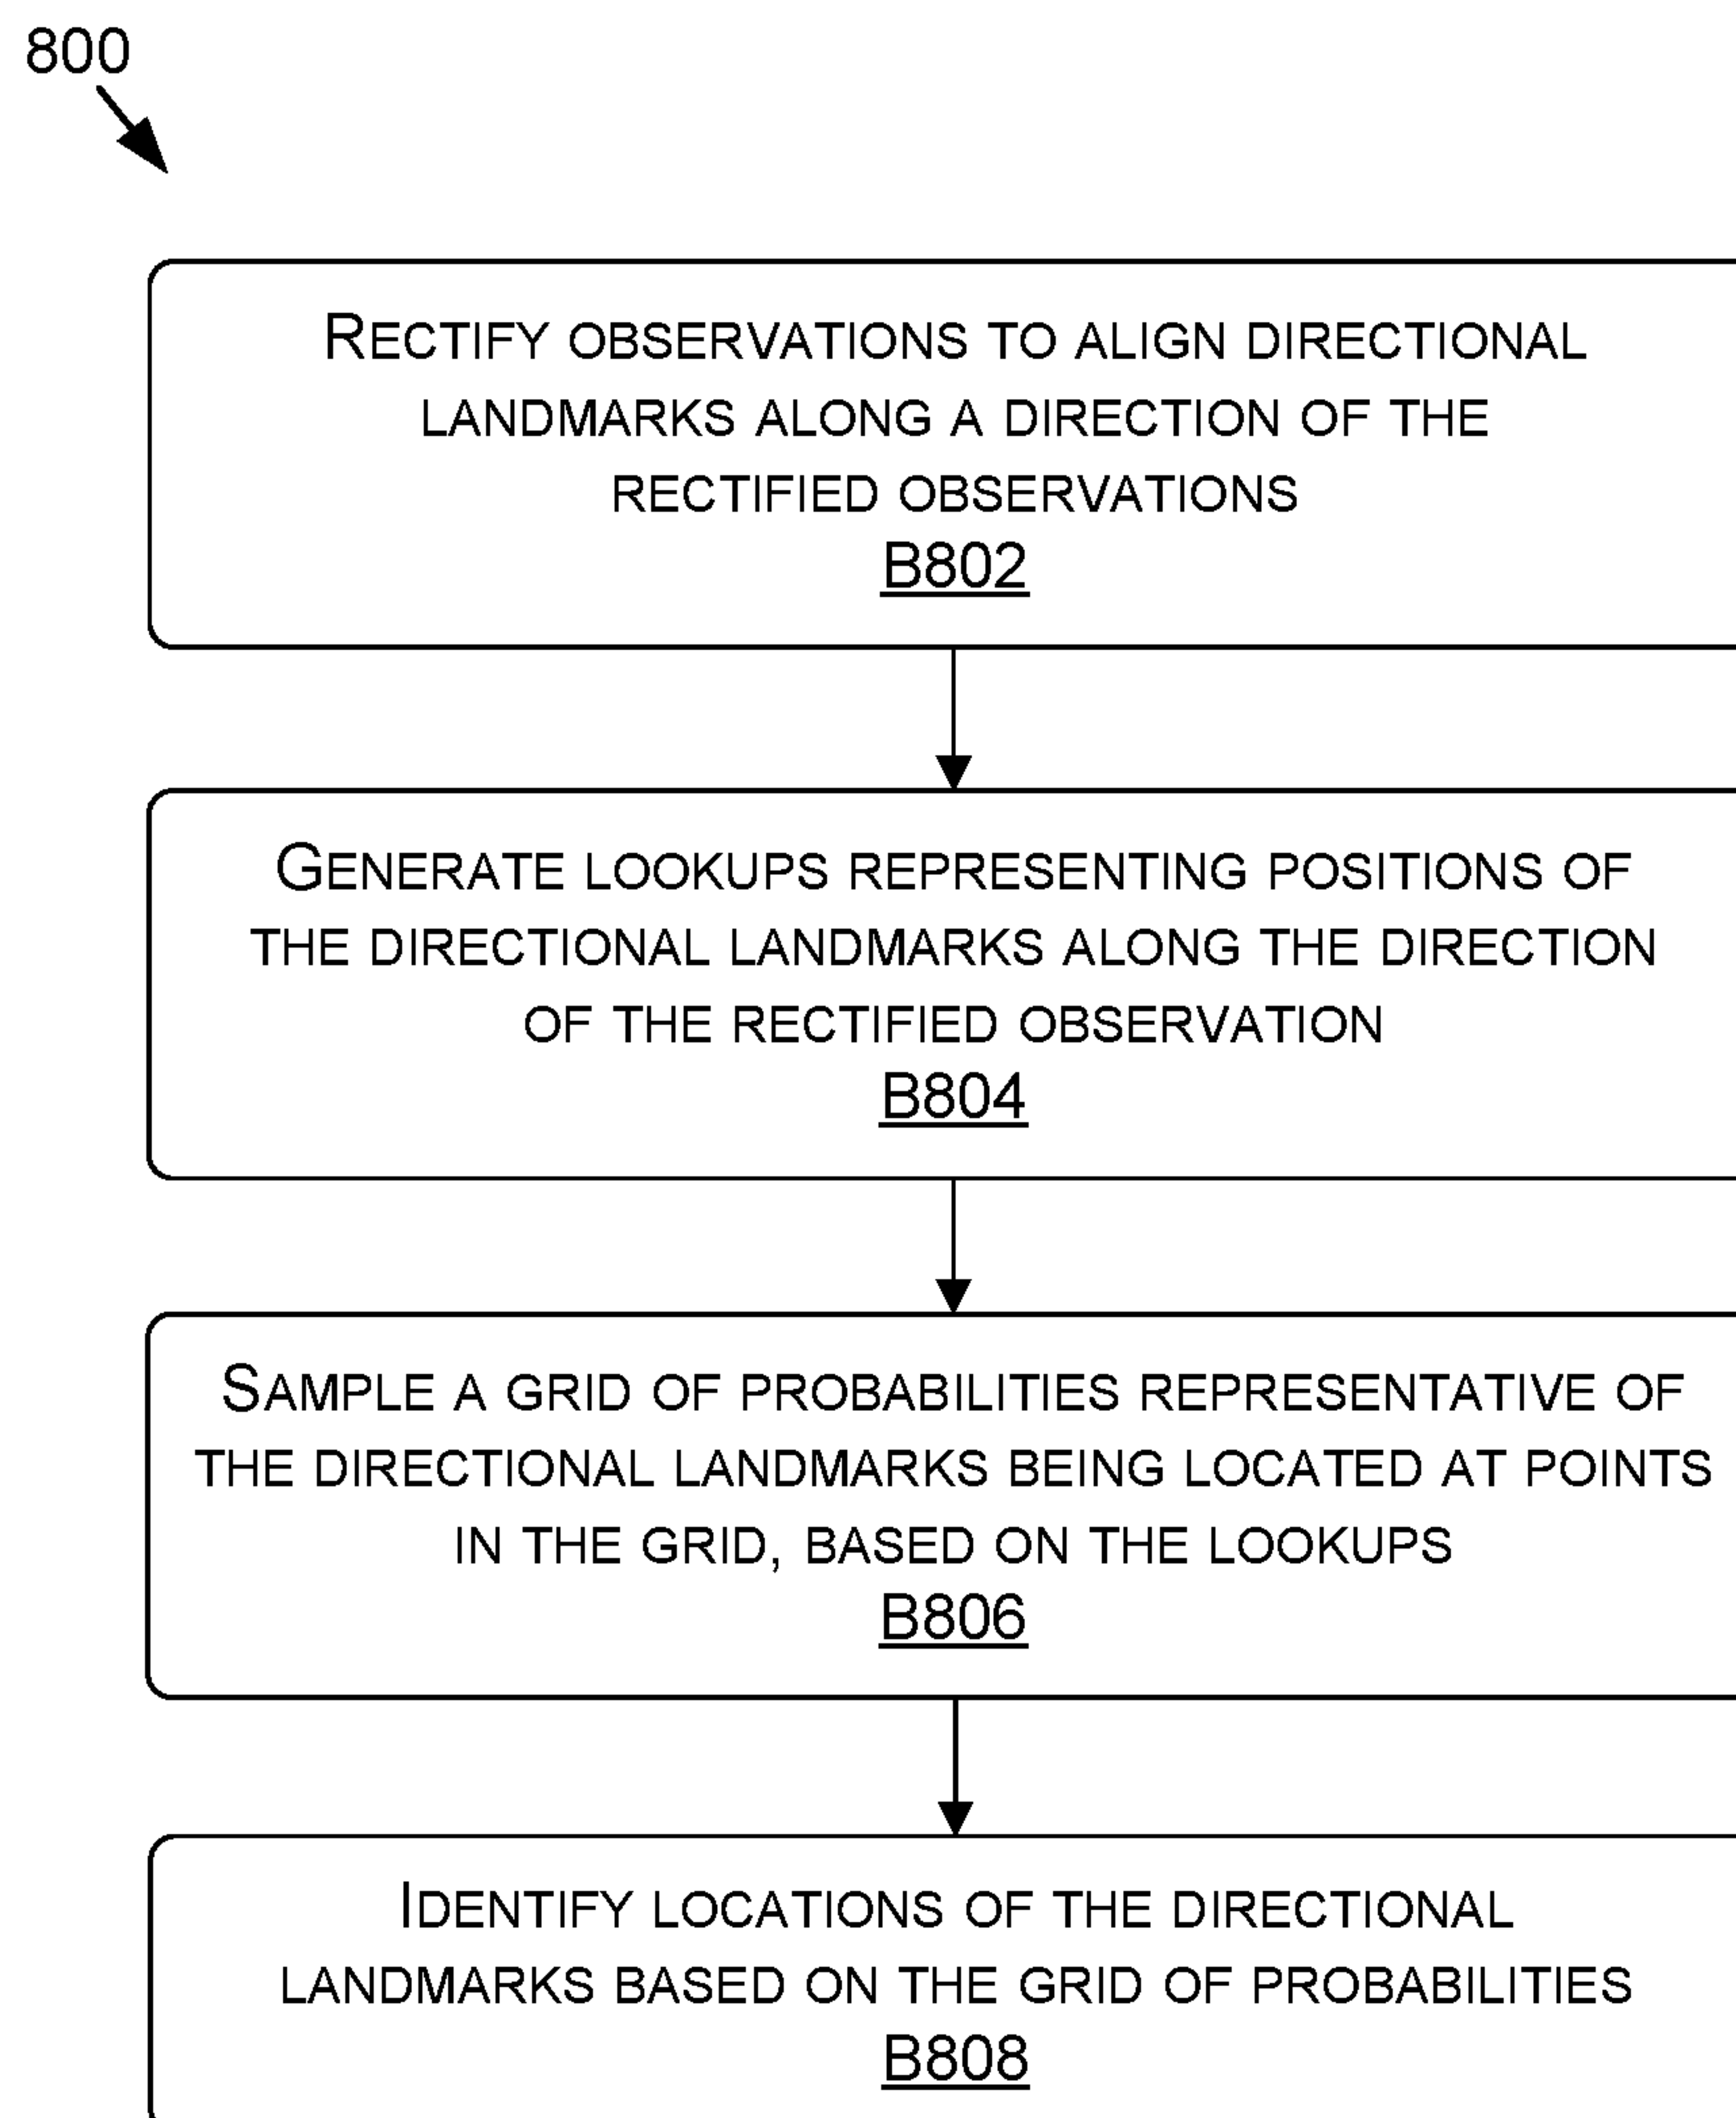 800
RECTIFY OBSERVATIONS TO ALIGN DIRECTIONAL
LANDMARKS ALONG A DIRECTION OF THE
RECTIFIED OBSERVATIONS
B802
GENERATE LOOKUPS REPRESENTING POSITIONS OF
THE DIRECTIONAL LANDMARKS ALONG THE DIRECTION
OF THE RECTIFIED OBSERVATION
B804
SAMPLE A GRID OF PROBABILITIES REPRESENTATIVE OF
THE DIRECTIONAL LANDMARKS BEING LOCATED AT POINTS
IN THE GRID, BASED ON THE LOOKUPS
B806
IDENTIFY LOCATIONS OF THE DIRECTIONAL
LANDMARKS BASED ON THE GRID OF PROBABILITIES
B808